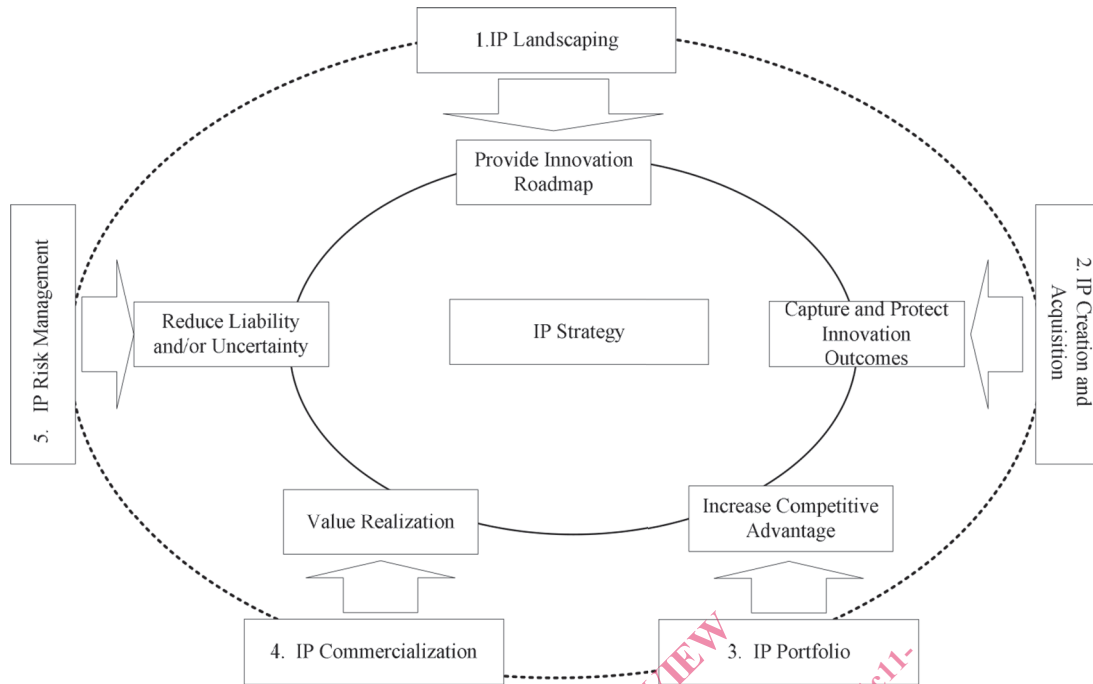 1.IP Landscaping
Provide Innovation
Roadmap
2. IP Creation and
Acquisition
Capture and Protect
Innovation
Outcomes
IP Strategy
Reduce Liability
and/or Uncertainty
5. IP Risk Management
Value Realization
Increase Competitive
Advantage
4. IP Commercialization
3. IP Portfolio